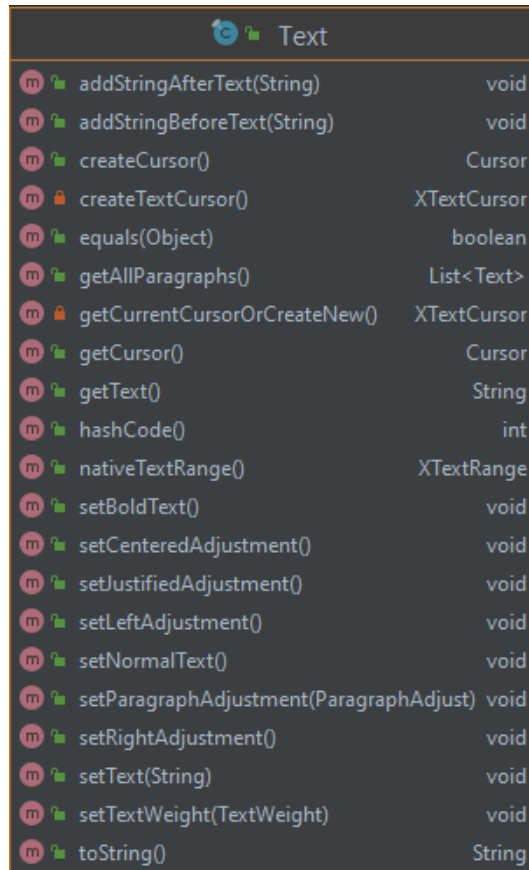 C Text
m addStringAfterText(String) void
m addStringBeforeText(String) void
m createCursor() Cursor
m createTextCursor() XTextCursor
m equals(Object) boolean
m getAllParagraphs() List<Text>
m getCurrentCursorOrCreateNew() XTextCursor
m getCursor() Cursor
m getText() String
m hashCode() int
m nativeTextRange() XTextRange
m setBoldText() void
m setCenteredAdjustment() void
m setJustifiedAdjustment() void
m setLeftAdjustment() void
m setNormalText() void
m setParagraphAdjustment(ParagraphAdjust) void
m setRightAdjustment() void
m setText(String) void
m setTextWeight(TextWeight) void
m toString() String